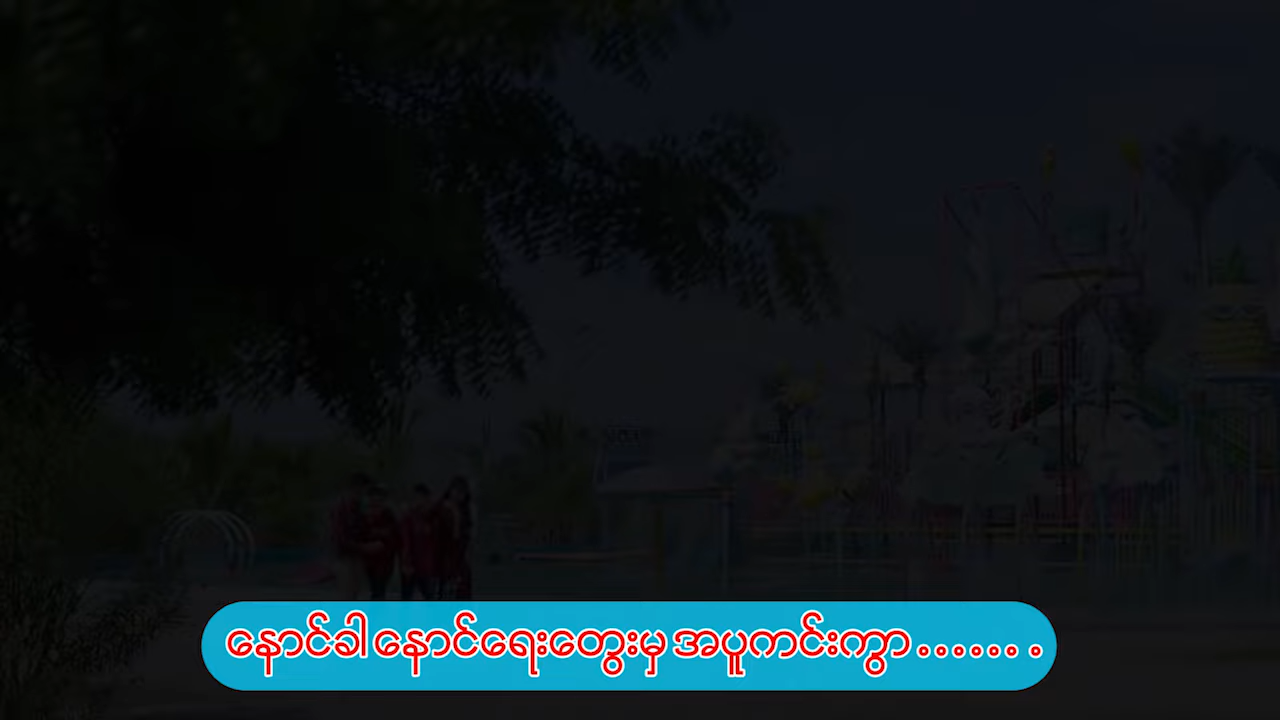 နောင်ခါ နောင်ရေးတွေးမှ အပူကင်းကွာ . . . . . . .